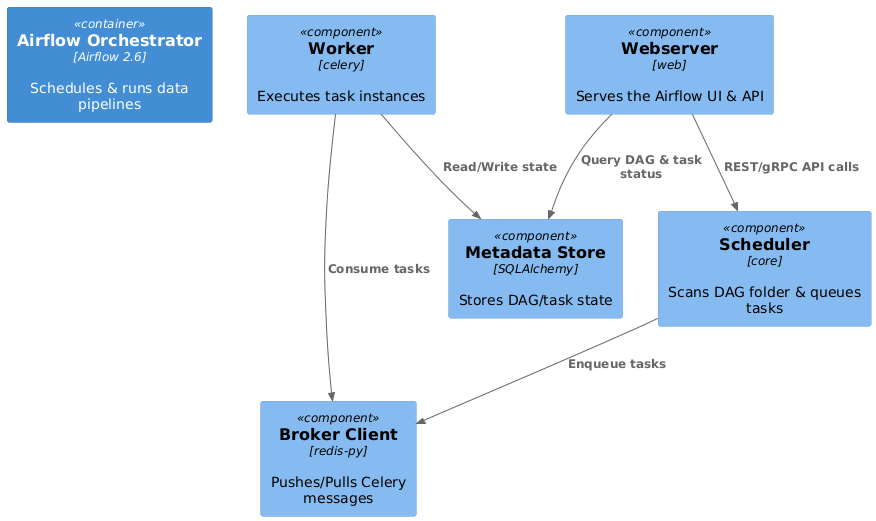 «container»
Airflow Orchestrator
[Airflow 2.6]
Schedules & runs data
pipelines
«component»
Worker
[celery]
Executes task instances
«component»
Webserver
[web]
Serves the Airflow UI & API
Read/Write state
Query DAG & task
status
REST/gRPC API calls
«component»
Metadata Store
[SQLAlchemy]
Stores DAG/task state
«component»
Scheduler
[core]
Scans DAG folder & queues
tasks
Consume tasks
Enqueue tasks
«component»
Broker Client
[redis-py]
Pushes/Pulls Celery
messages